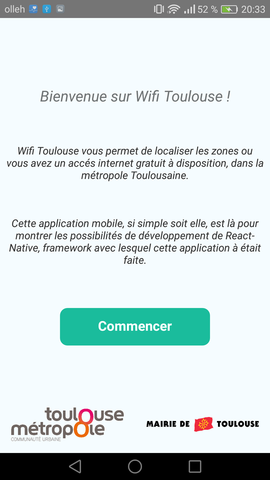 olleh 52 % 20:33
Bienvenue sur Wifi Toulouse !
Wifi Toulouse vous permet de localiser les zones ou
vous avez un accés internet gratuit à disposition, dans la
métropole Toulousaine.
Cette application mobile, si simple soit elle, est là pour
montrer les possibilités de développement de React-
Native, framework avec lesquel cette application à était
faite.
Commencer
toulouse
métropole
COMMUNAUTÉ URBAINE
MAIRIE DE TOULOUSE